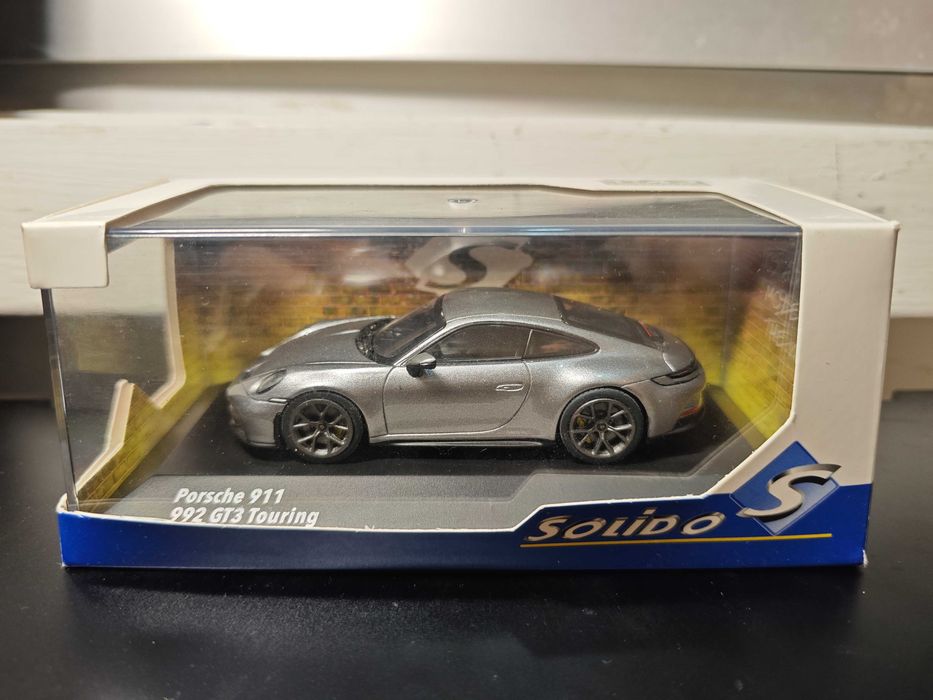 Porsche 911
992 GT3 Touring
SOLIDO
S
S